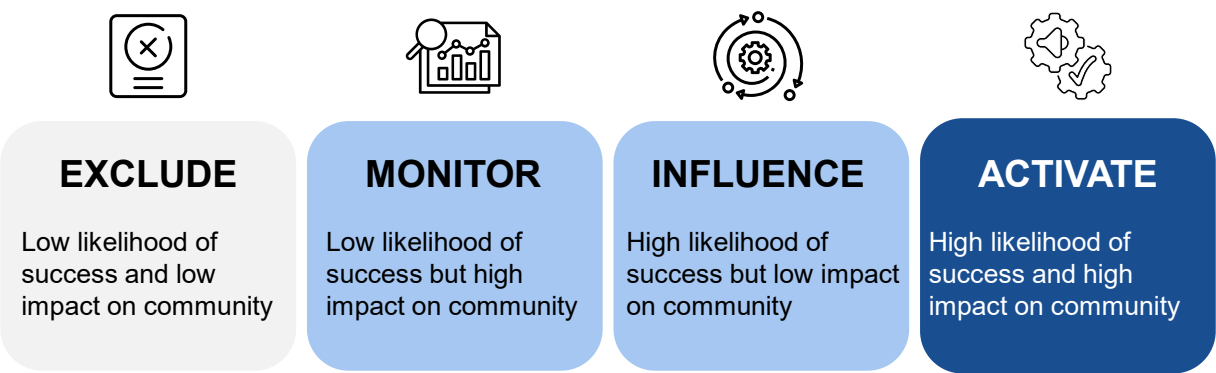 EXCLUDE
Low likelihood of
success and low
impact on community
MONITOR
Low likelihood of
success but high
impact on community
INFLUENCE
High likelihood of
success but low impact
on community
ACTIVATE
High likelihood of
success and high
impact on community